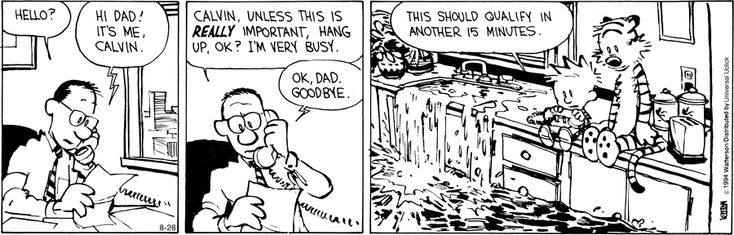 HELLO?
HI DAD!
IT'S ME,
CALVIN.
8-28
CALVIN, UNLESS THIS IS
REALLY IMPORTANT, HANG
UP, OK? I'M VERY BUSY.
OK, DAD.
GOODBYE.
THIS SHOULD QUALIFY IN
ANOTHER 15 MINUTES.
© 1994 Watterson/Distributed by Universal Uclick